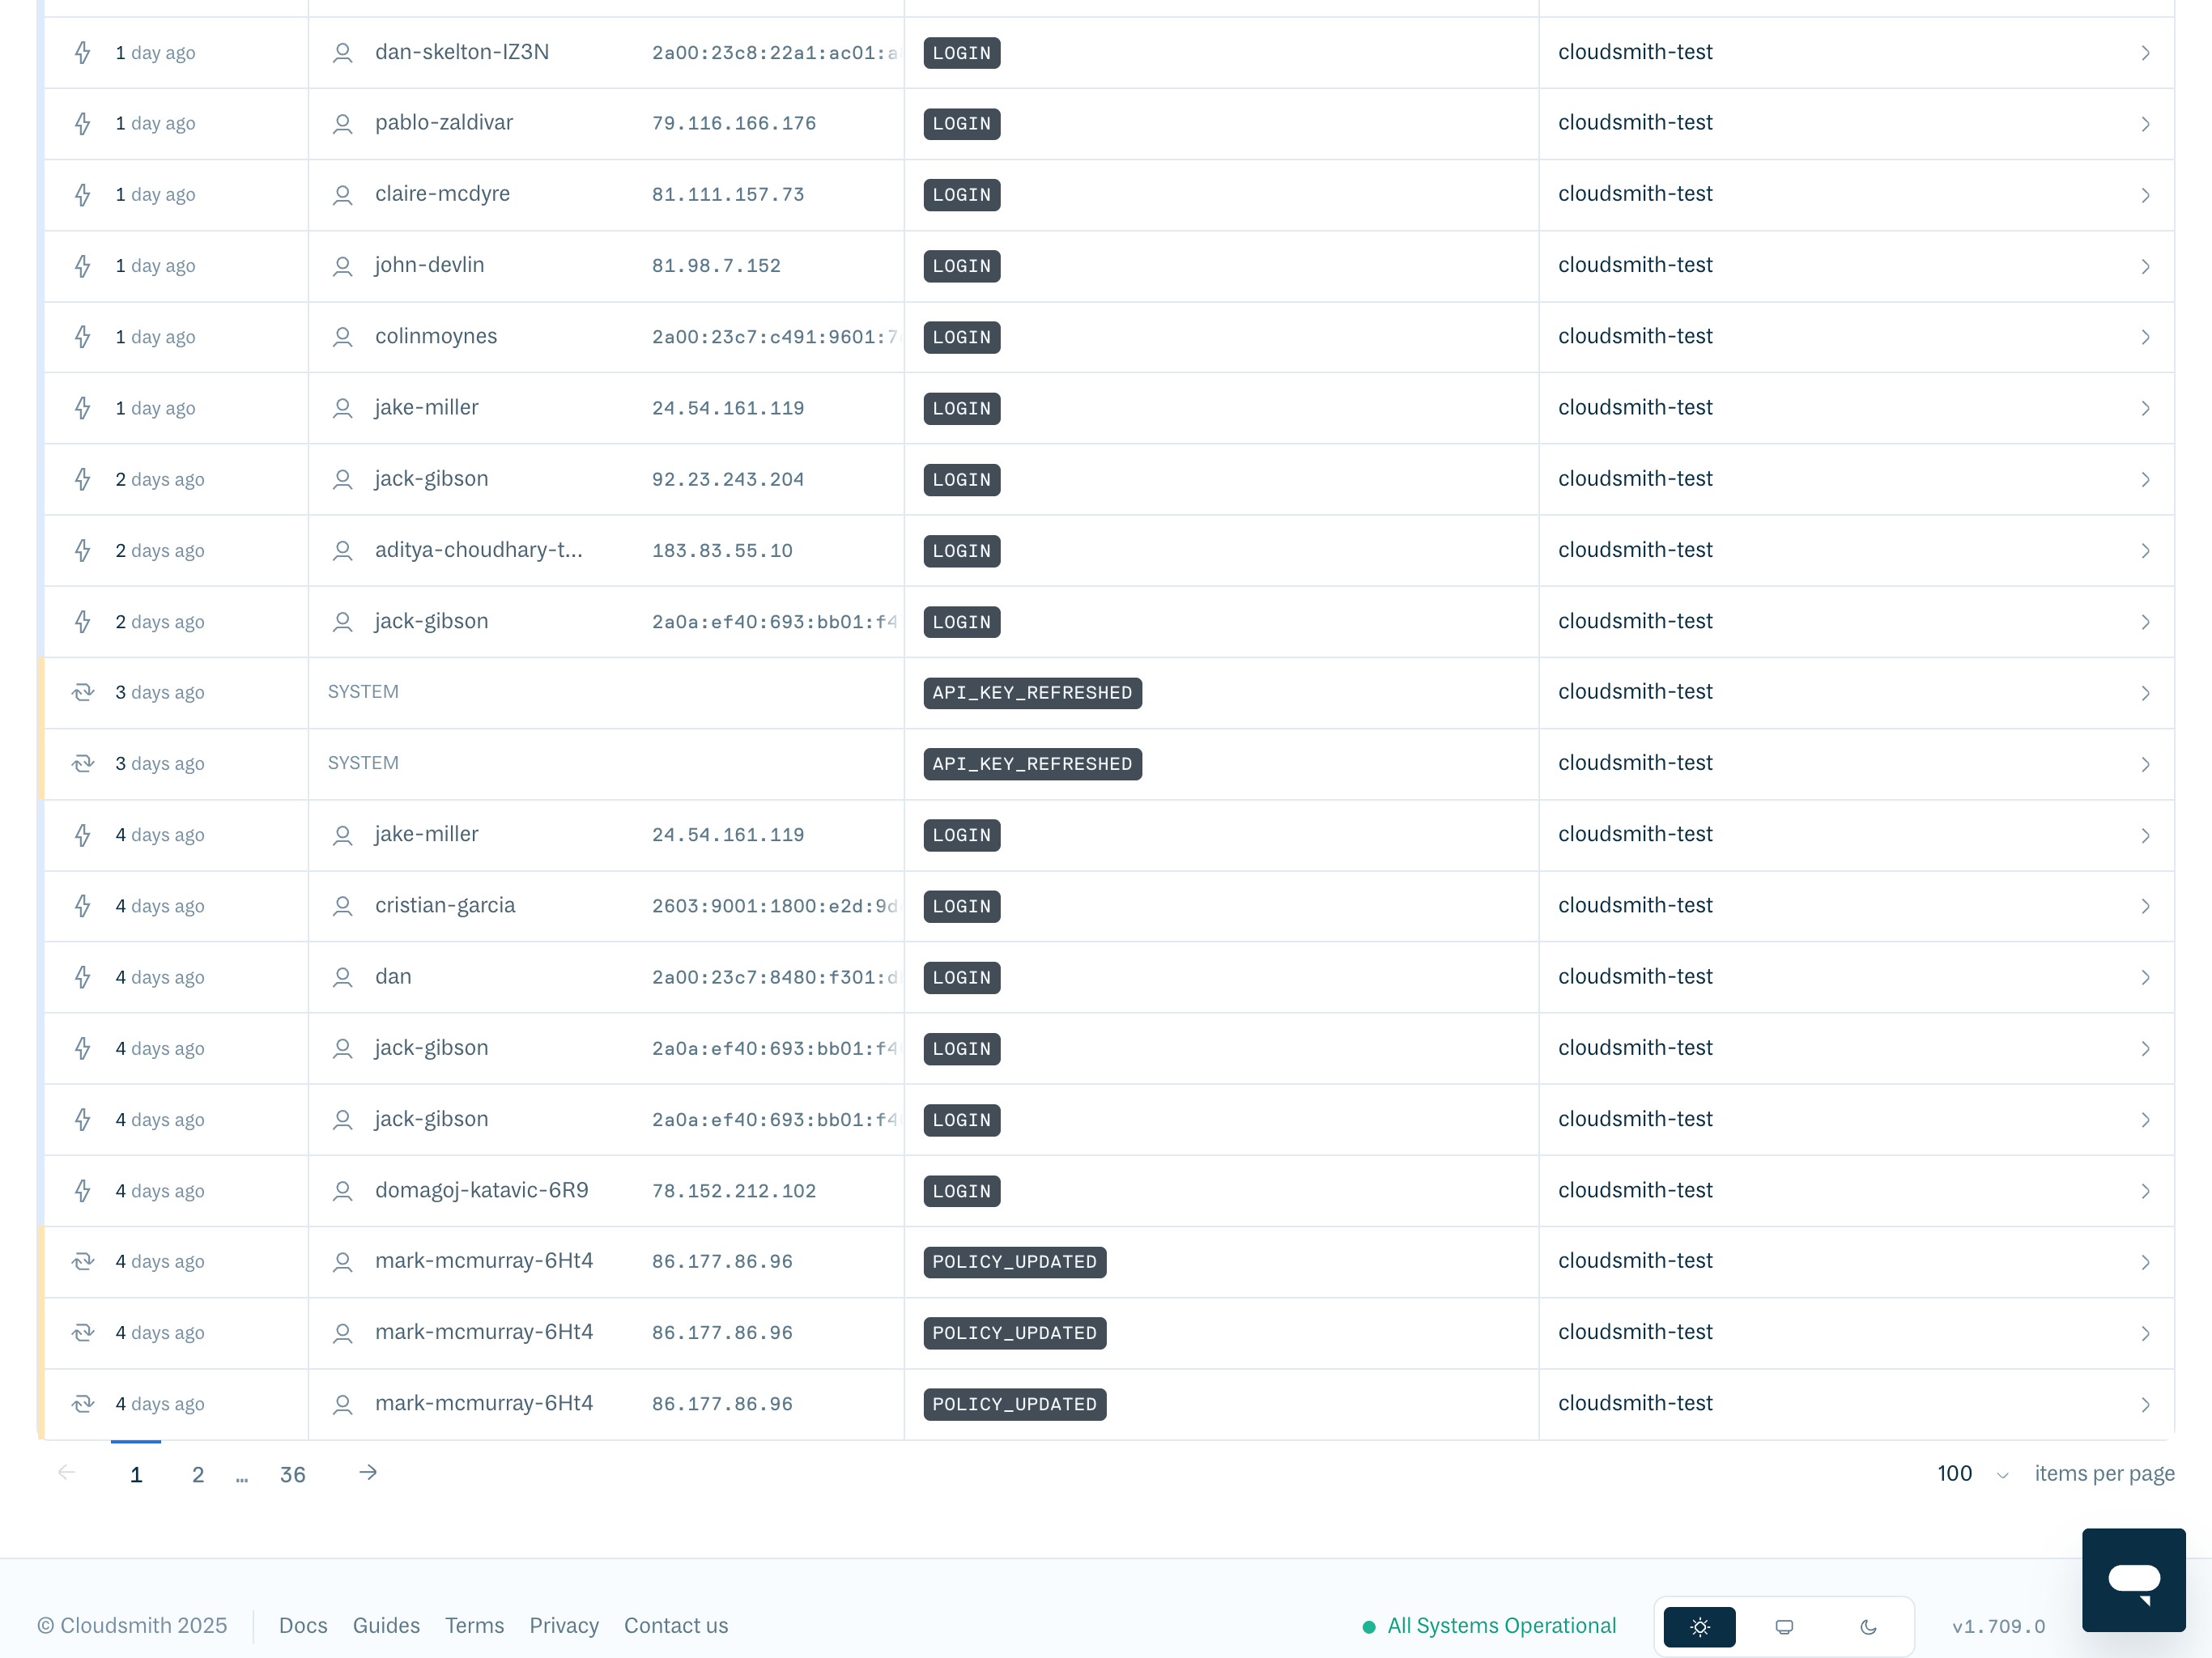 1 day ago dan-skelton-IZ3N 2a00:23c8:22a1:ac01:a LOGIN cloudsmith-test
1 day ago pablo-zaldivar 79.116.166.176 LOGIN cloudsmith-test
1 day ago claire-mcdyre 81.111.157.73 LOGIN cloudsmith-test
1 day ago john-devlin 81.98.7.152 LOGIN cloudsmith-test
1 day ago colinmoynes 2a00:23c7:c491:9601:7 LOGIN cloudsmith-test
1 day ago jake-miller 24.54.161.119 LOGIN cloudsmith-test
2 days ago jack-gibson 92.23.243.204 LOGIN cloudsmith-test
2 days ago aditya-choudhary-t... 183.83.55.10 LOGIN cloudsmith-test
2 days ago jack-gibson 2a0a:ef40:693:bb01:f4 LOGIN cloudsmith-test
3 days ago SYSTEM API_KEY_REFRESHED cloudsmith-test
3 days ago SYSTEM API_KEY_REFRESHED cloudsmith-test
4 days ago jake-miller 24.54.161.119 LOGIN cloudsmith-test
4 days ago cristian-garcia 2603:9001:1800:e2d:9d LOGIN cloudsmith-test
4 days ago dan 2a00:23c7:8480:f301:d LOGIN cloudsmith-test
4 days ago jack-gibson 2a0a:ef40:693:bb01:f4 LOGIN cloudsmith-test
4 days ago jack-gibson 2a0a:ef40:693:bb01:f4 LOGIN cloudsmith-test
4 days ago domagoj-katavic-6R9 78.152.212.102 LOGIN cloudsmith-test
4 days ago mark-mcmurray-6Ht4 86.177.86.96 POLICY_UPDATED cloudsmith-test
4 days ago mark-mcmurray-6Ht4 86.177.86.96 POLICY_UPDATED cloudsmith-test
4 days ago mark-mcmurray-6Ht4 86.177.86.96 POLICY_UPDATED cloudsmith-test
1 2 … 36 100 items per page
© Cloudsmith 2025 Docs Guides Terms Privacy Contact us All Systems Operational v1.709.0